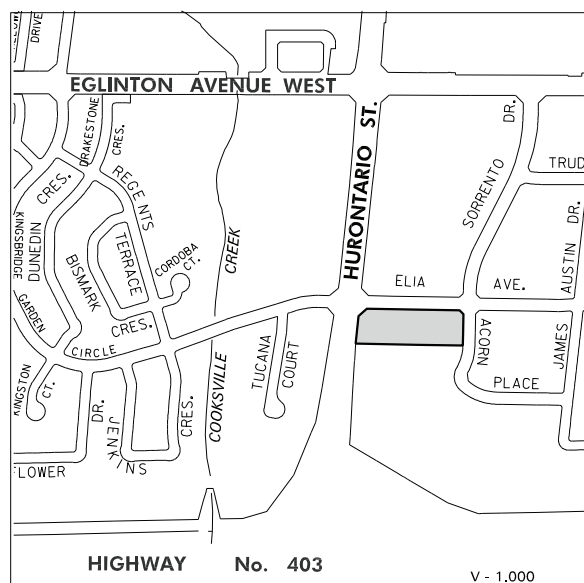 DRIVE
EGLINTON AVENUE WEST
DRAKESTONE
CRES.
HURONTARIO ST.
DR.
SORRENTO
TRUD
CRES.
REGENTS
TERRACE
BISMARK
CRES.
DUNEDIN
KINGSBRIDGE
GARDEN
CIRCLE
CORDOBA
CT.
CREEK
COOKSVILLE
ELIA AVE.
AUSTIN DR.
JAMES
ACORN
PLACE
TUCANA
COURT
KINGSTON
CT.
DR.
JENKINS
CRES.
FLOWER
HIGHWAY No. 403
V - 1.000